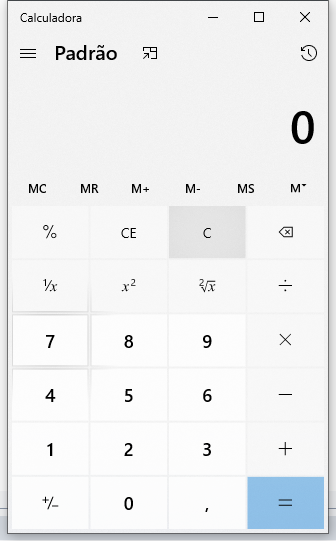 Calculadora
Padrão
0
MC MR M+ M- MS M˅
% CE C
¹/x x² ²√x ÷
7 8 9 ×
4 5 6 −
1 2 3 +
+/− 0 , =